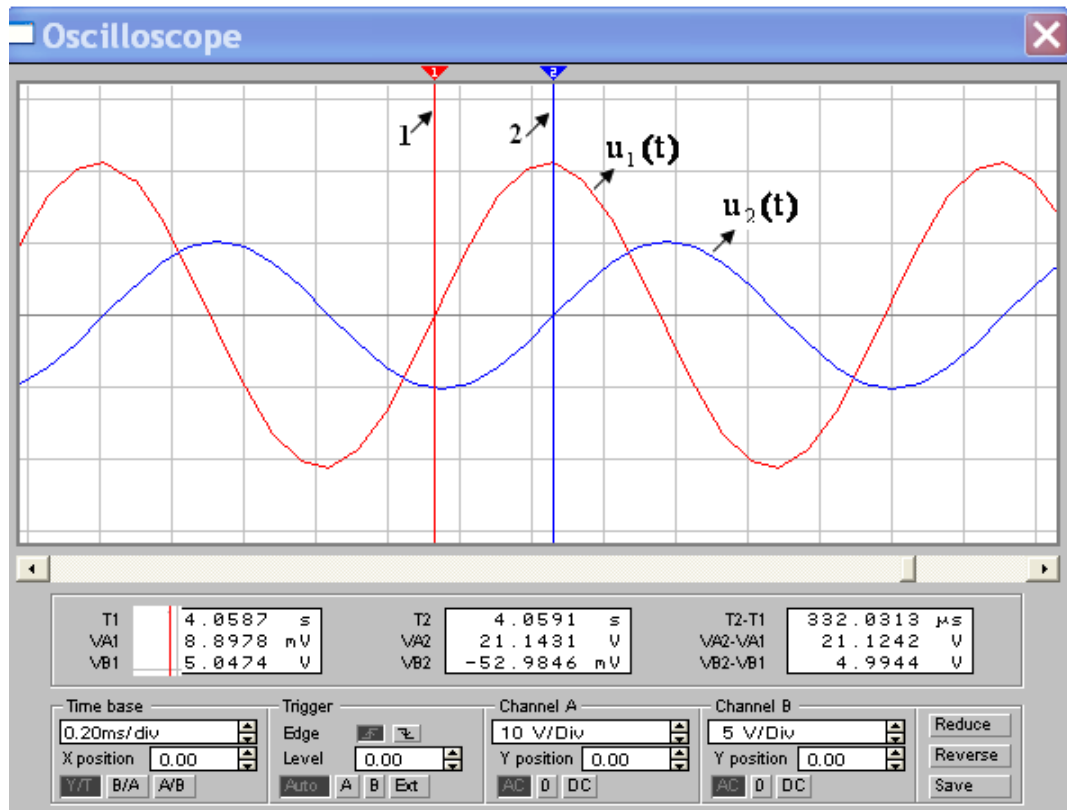 Oscilloscope
1 2
1 2 u₁(t)
u₂(t)
T1 4.0587 s T2 4.0591 s T2-T1 332.0313 µs
VA1 8.8978 mV VA2 21.1431 V VA2-VA1 21.1242 V
VB1 5.0474 V VB2 -52.9846 mV VB2-VB1 4.9944 V
Time base Trigger Channel A Channel B
0.20ms/div Edge 10 V/Div 5 V/Div Reduce
X position 0.00 Level 0.00 Y position 0.00 Y position 0.00 Reverse
Y/T B/A A/B Auto A B Ext AC 0 DC AC 0 DC Save